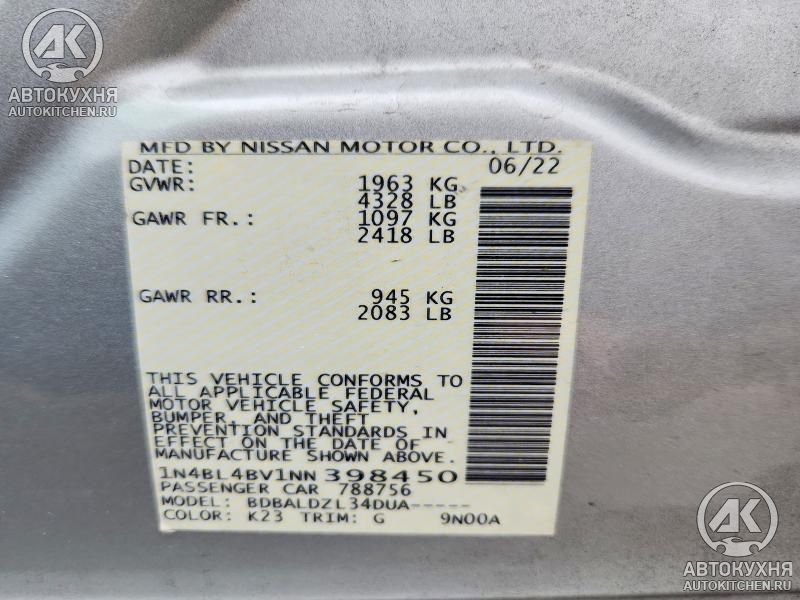 AK
АВТОКУХНЯ
AUTOKITCHEN.RU
MFD BY NISSAN MOTOR CO., LTD.
DATE: 06/22
GVWR: 1963 KG
4328 LB
GAWR FR.: 1097 KG
2418 LB
GAWR RR.: 945 KG
2083 LB
THIS VEHICLE CONFORMS TO
ALL APPLICABLE FEDERAL
MOTOR VEHICLE SAFETY,
BUMPER, AND THEFT
PREVENTION STANDARDS IN
EFFECT ON THE DATE OF
MANUFACTURE SHOWN ABOVE.
1N4BL4BV1NN398450
PASSENGER CAR 788756
MODEL: BDBALDZL34DUA-----
COLOR: K23 TRIM: G 9N00A
AK
АВТОКУХНЯ
AUTOKITCHEN.RU